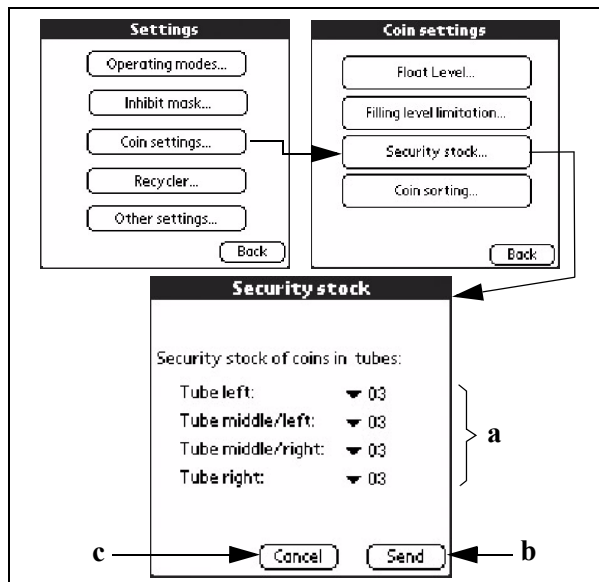 Settings
Operating modes...
Inhibit mask...
Coin settings...
Recycler...
Other settings...
Back
Coin settings
Float Level...
Filling level limitation...
Security stock...
Coin sorting...
Back
Security stock
Security stock of coins in tubes:
Tube left: 03
Tube middle/left: 03
Tube middle/right: 03
Tube right: 03
a
c
Cancel
Send
b